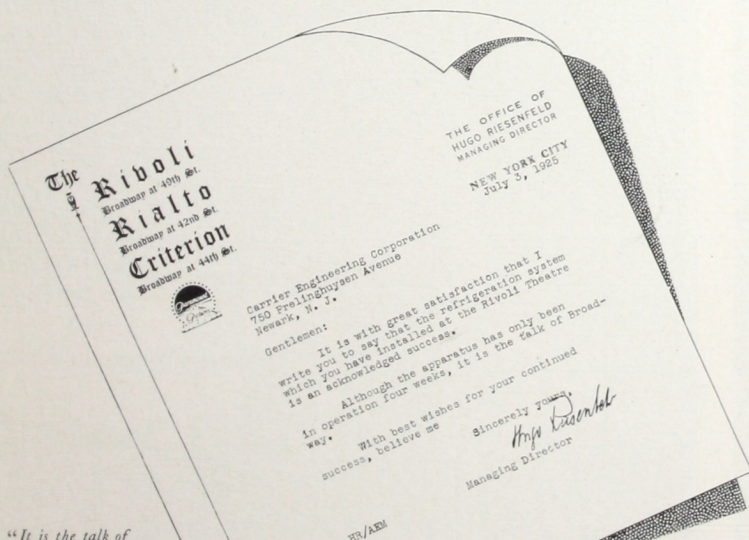 The
Rivoli
Broadway at 49th St.
Rialto
Broadway at 42nd St.
Criterion
Broadway at 44th St.
THE OFFICE OF
HUGO RIESENFELD
MANAGING DIRECTOR
NEW YORK CITY
July 3, 1925
Carrier Engineering Corporation
750 Frelinghuysen Avenue
Newark, N. J.
Gentlemen:
It is with great satisfaction that I
write you to say that the refrigeration system
which you have installed at the Rivoli Theatre
is an acknowledged success.
Although the apparatus has only been
in operation four weeks, it is the talk of Broad-
way.
With best wishes for your continued
success, believe me
Sincerely yours,
Hugo Riesenfeld
Managing Director
HR/AEM
"It is the talk of